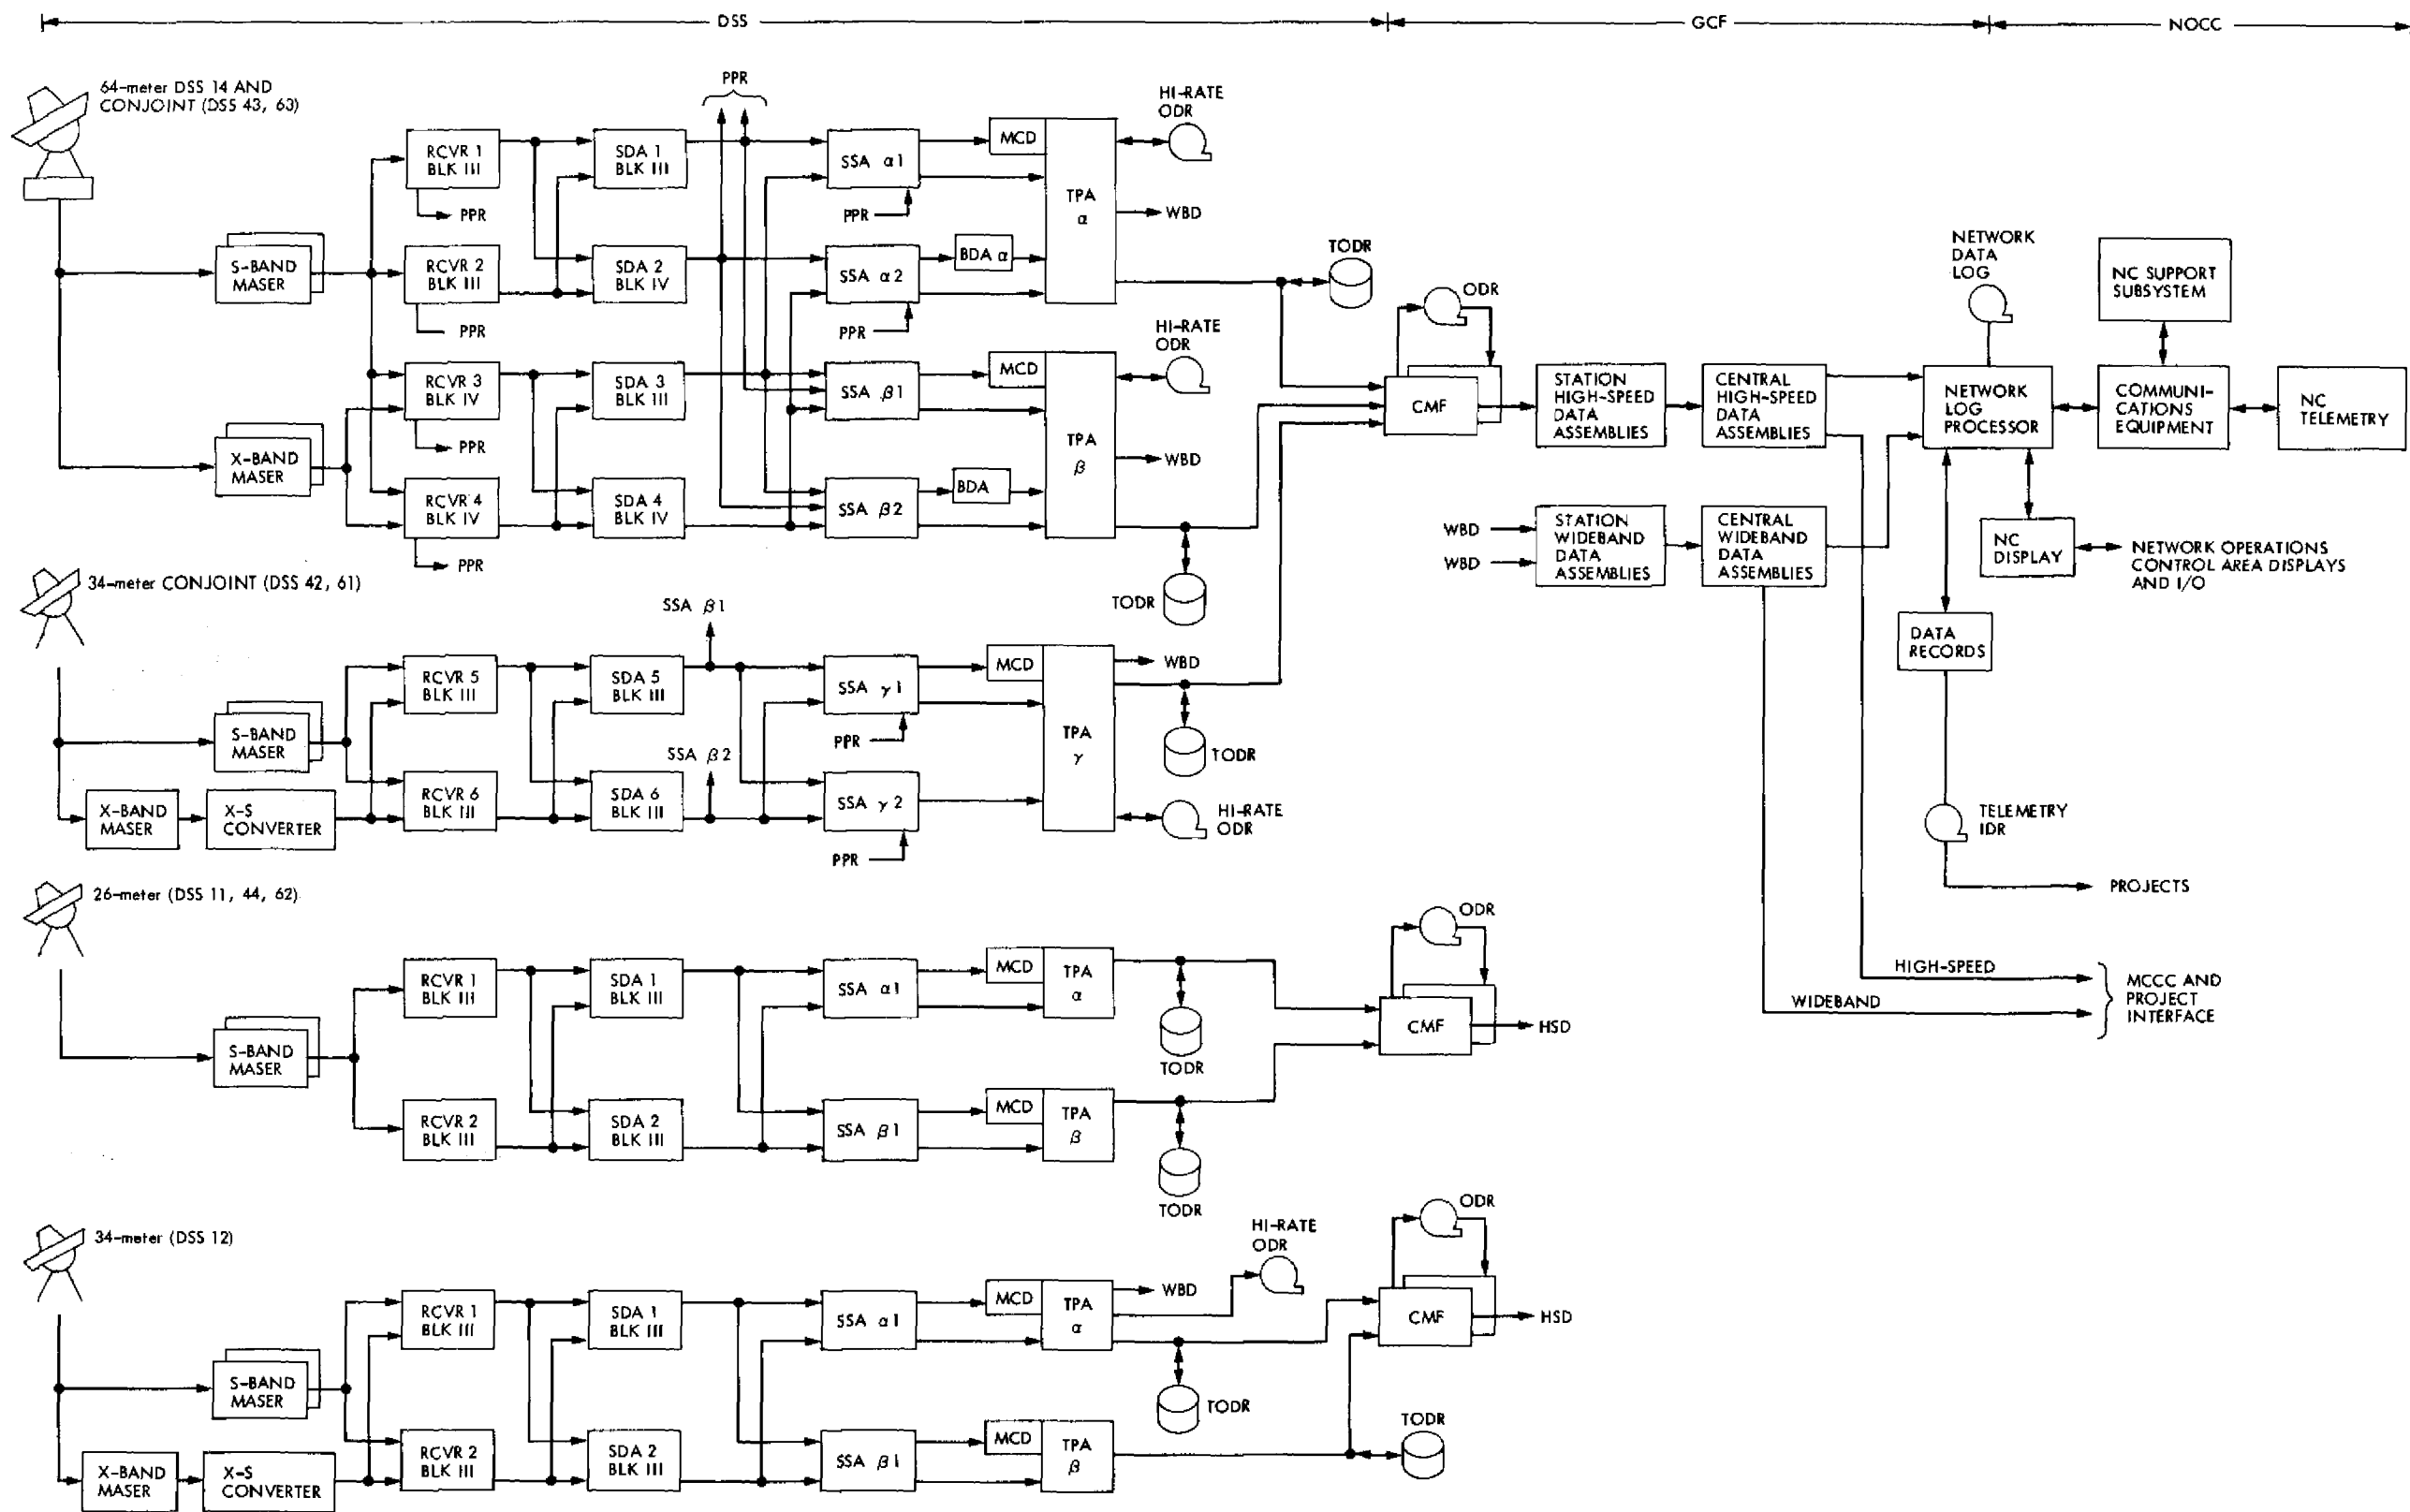 DSS
GCF
NOCC
64-meter DSS 14 AND
CONJOINT (DSS 43, 63)
PPR
HI-RATE
ODR
RCVR 1
BLK III
SDA 1
BLK III
SSA α1
MCD
TPA
α
PPR
PPR
WBD
S-BAND
MASER
RCVR 2
BLK III
SDA 2
BLK IV
SSA α2
BDA α
PPR
PPR
TODR
ODR
NETWORK
DATA
LOG
NC SUPPORT
SUBSYSTEM
HI-RATE
ODR
RCVR 3
BLK IV
SDA 3
BLK III
SSA β1
MCD
TPA
β
PPR
WBD
X-BAND
MASER
RCVR 4
BLK IV
SDA 4
BLK IV
SSA β2
BDA
PPR
TODR
CMF
STATION
HIGH-SPEED
DATA
ASSEMBLIES
CENTRAL
HIGH-SPEED
DATA
ASSEMBLIES
NETWORK
LOG
PROCESSOR
COMMUNI-
CATIONS
EQUIPMENT
NC
TELEMETRY
WBD
WBD
STATION
WIDEBAND
DATA
ASSEMBLIES
CENTRAL
WIDEBAND
DATA
ASSEMBLIES
NC
DISPLAY
NETWORK OPERATIONS
CONTROL AREA DISPLAYS
AND I/O
DATA
RECORDS
TELEMETRY
IDR
PROJECTS
HIGH-SPEED
WIDEBAND
MCCC AND
PROJECT
INTERFACE
34-meter CONJOINT (DSS 42, 61)
SSA β1
RCVR 5
BLK III
SDA 5
BLK III
SSA γ1
MCD
TPA
γ
WBD
S-BAND
MASER
PPR
TODR
SSA β2
X-BAND
MASER
X-S
CONVERTER
RCVR 6
BLK III
SDA 6
BLK III
SSA γ2
HI-RATE
ODR
PPR
26-meter (DSS 11, 44, 62)
RCVR 1
BLK III
SDA 1
BLK III
SSA α1
MCD
TPA
α
TODR
ODR
S-BAND
MASER
CMF
HSD
RCVR 2
BLK III
SDA 2
BLK III
SSA β1
MCD
TPA
β
TODR
34-meter (DSS 12)
HI-RATE
ODR
ODR
RCVR 1
BLK III
SDA 1
BLK III
SSA α1
MCD
TPA
α
WBD
CMF
HSD
S-BAND
MASER
TODR
X-BAND
MASER
X-S
CONVERTER
RCVR 2
BLK III
SDA 2
BLK III
SSA β1
MCD
TPA
β
TODR